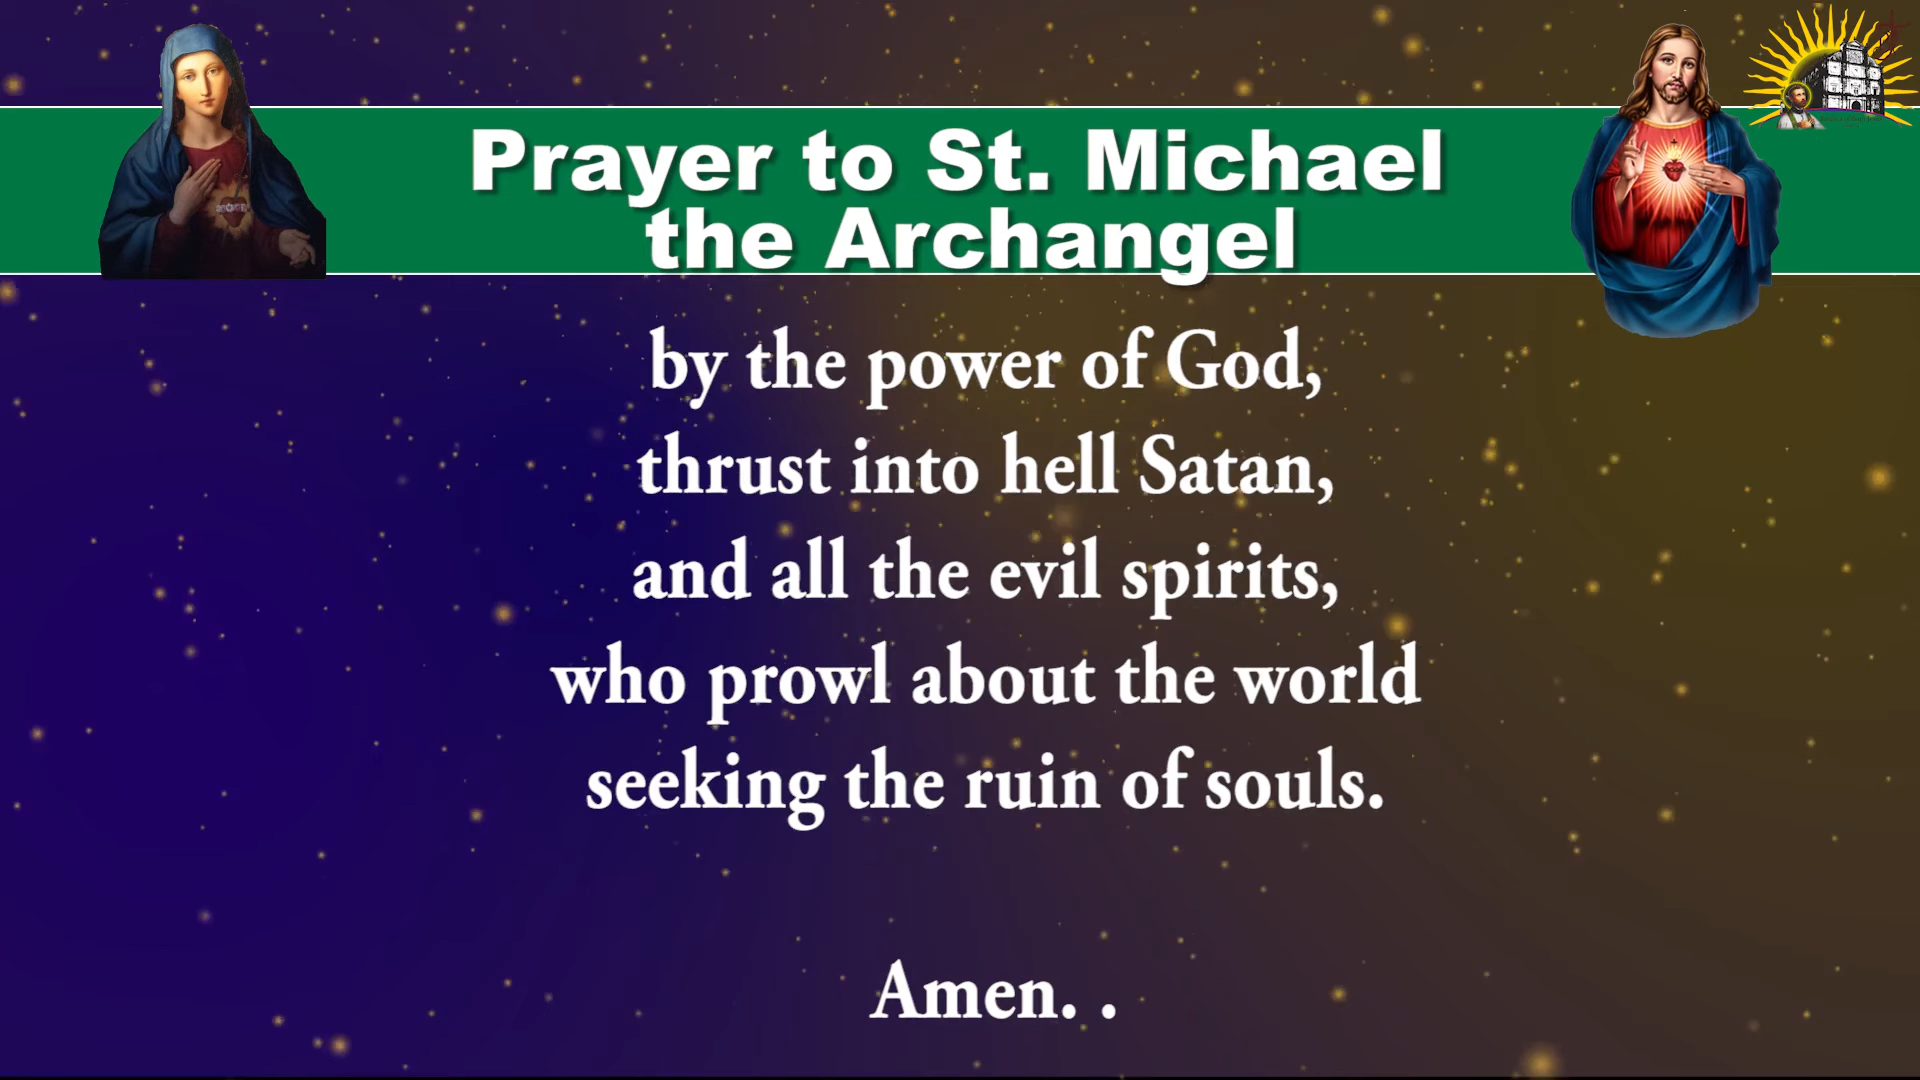 Prayer to St. Michael
the Archangel
by the power of God,
thrust into hell Satan,
and all the evil spirits,
who prowl about the world
seeking the ruin of souls.
Amen. .